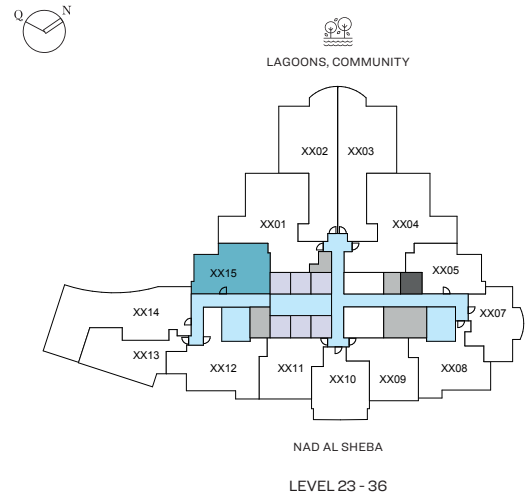 Q N
LAGOONS, COMMUNITY
XX02 XX03
XX01 XX04
XX15 XX05
XX14 XX07
XX13 XX12 XX11 XX10 XX09 XX08
NAD AL SHEBA
LEVEL 23 - 36